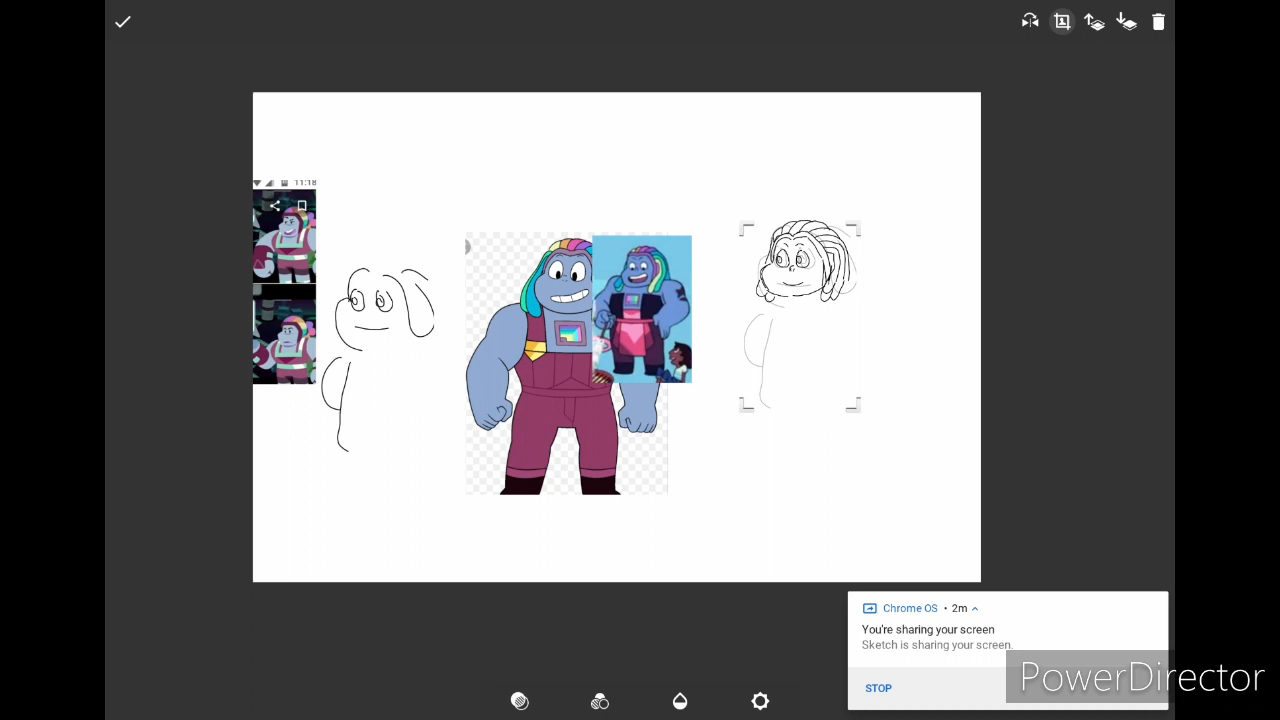 11:18
Chrome OS • 2m
You're sharing your screen
Sketch is sharing your screen.
STOP
PowerDirector